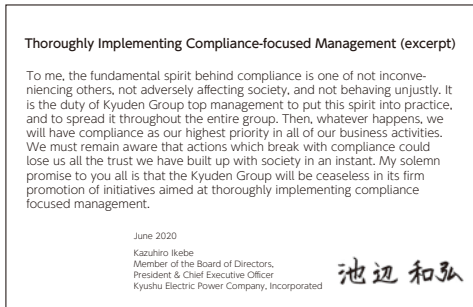 Thoroughly Implementing Compliance-focused Management (excerpt)
To me, the fundamental spirit behind compliance is one of not inconve-
niencing others, not adversely affecting society, and not behaving unjustly. It
is the duty of Kyuden Group top management to put this spirit into practice,
and to spread it throughout the entire group. Then, whatever happens, we
will have compliance as our highest priority in all of our business activities.
We must remain aware that actions which break with compliance could
lose us all the trust we have built up with society in an instant. My solemn
promise to you all is that the Kyuden Group will be ceaseless in its firm
promotion of initiatives aimed at thoroughly implementing compliance
focused management.
June 2020
Kazuhiro Ikebe
Member of the Board of Directors,
President & Chief Executive Officer
Kyushu Electric Power Company, Incorporated
池辺 和弘